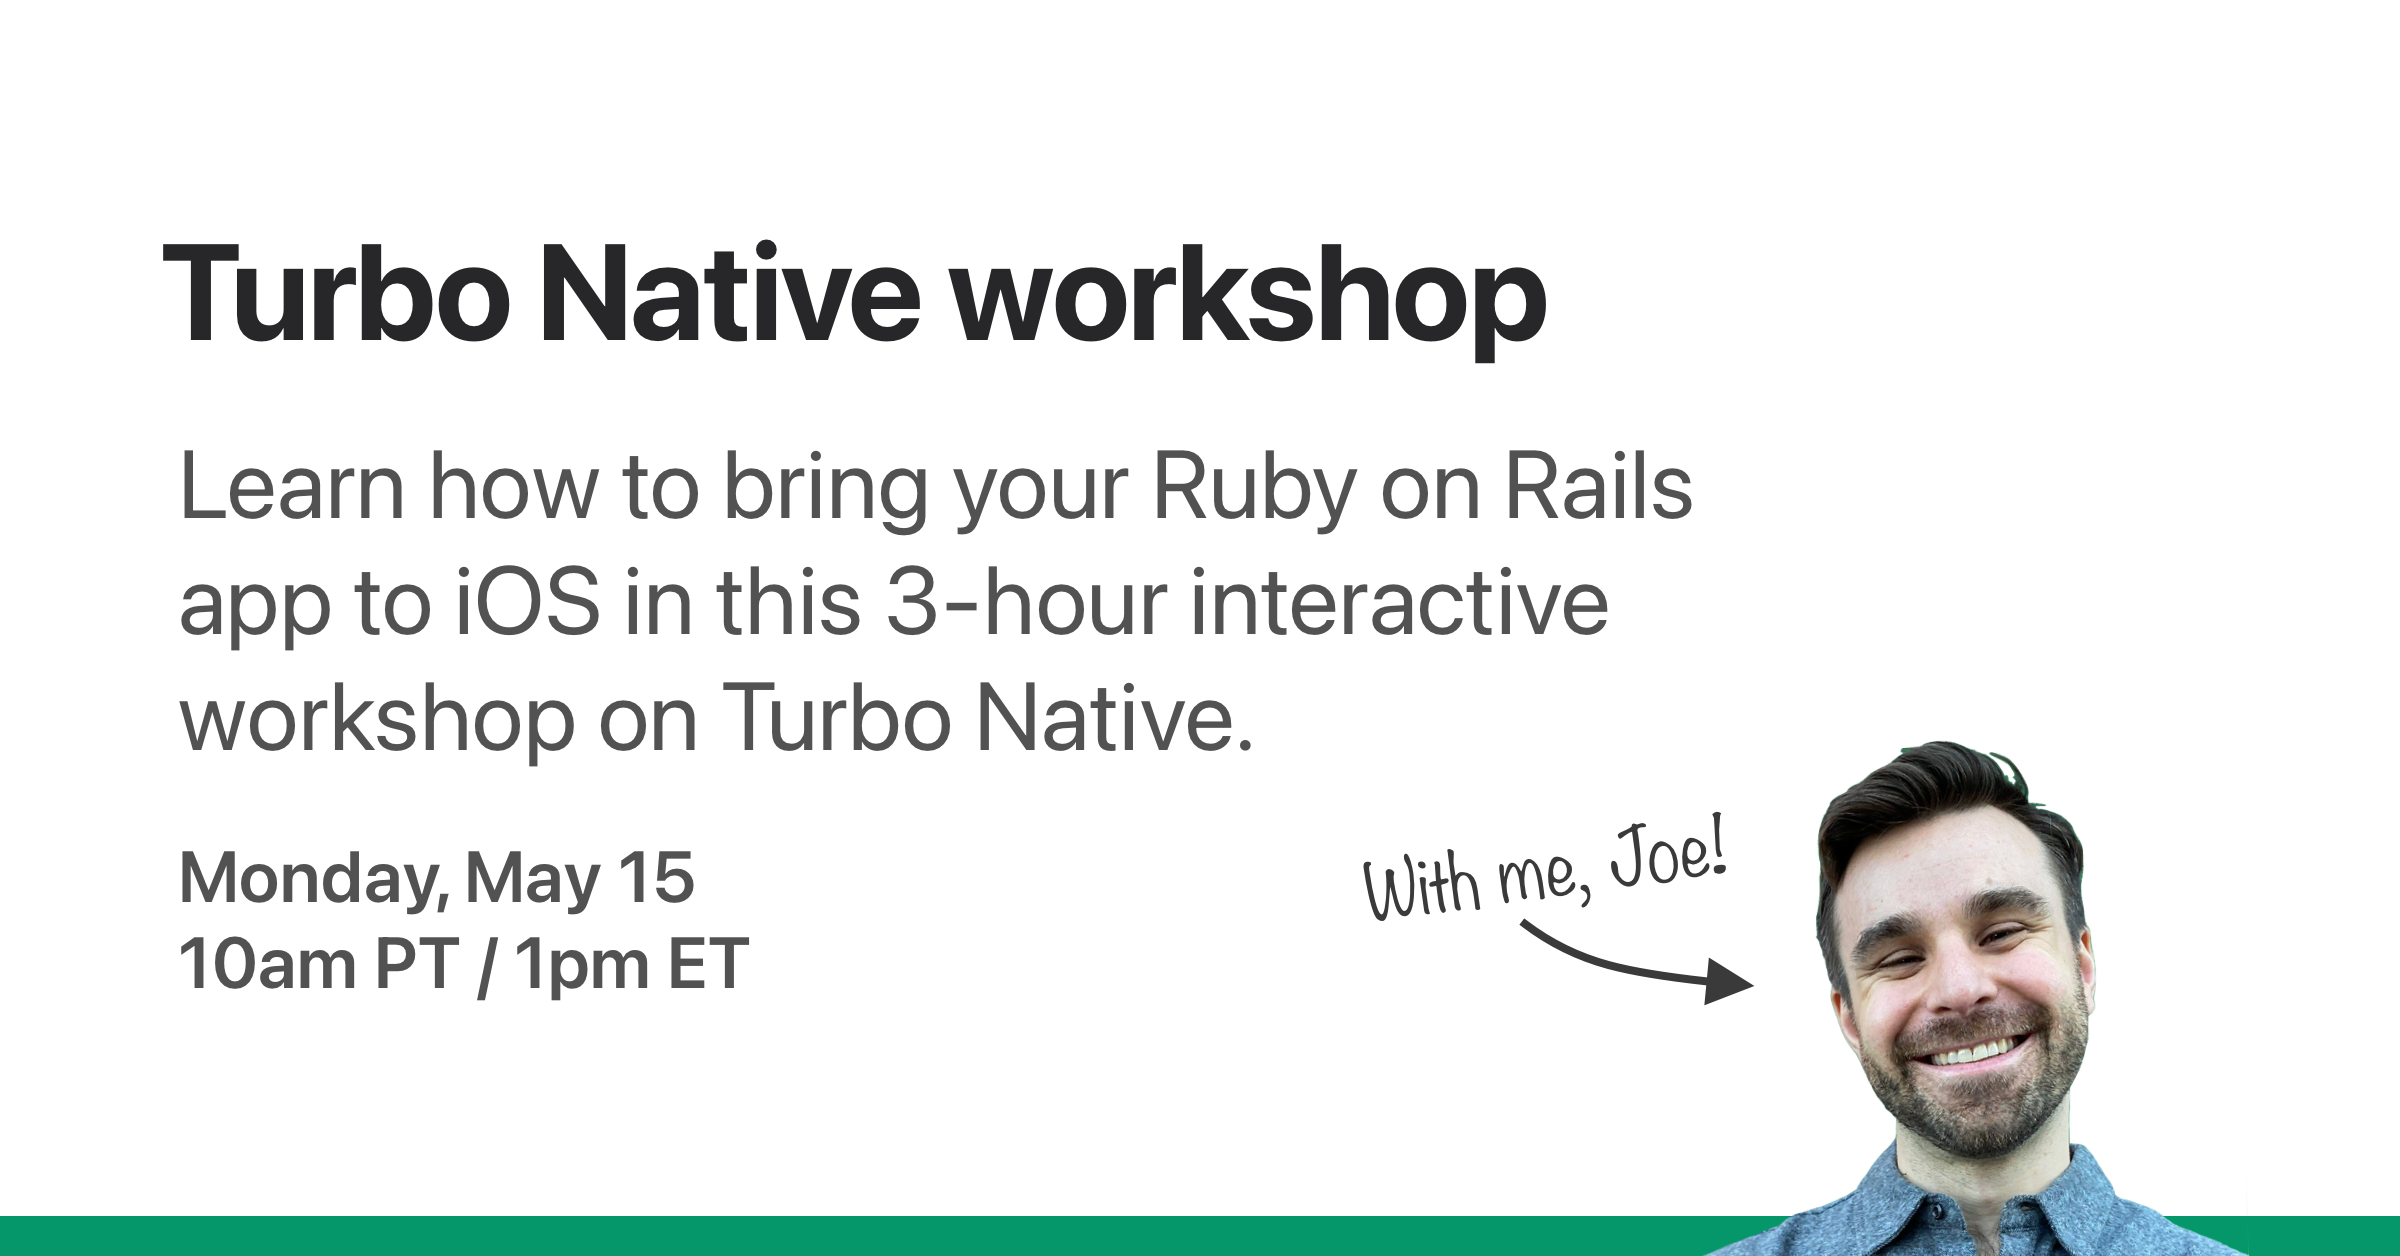 Turbo Native workshop
Learn how to bring your Ruby on Rails
app to iOS in this 3-hour interactive
workshop on Turbo Native.
Monday, May 15
10am PT / 1pm ET
With me, Joe!